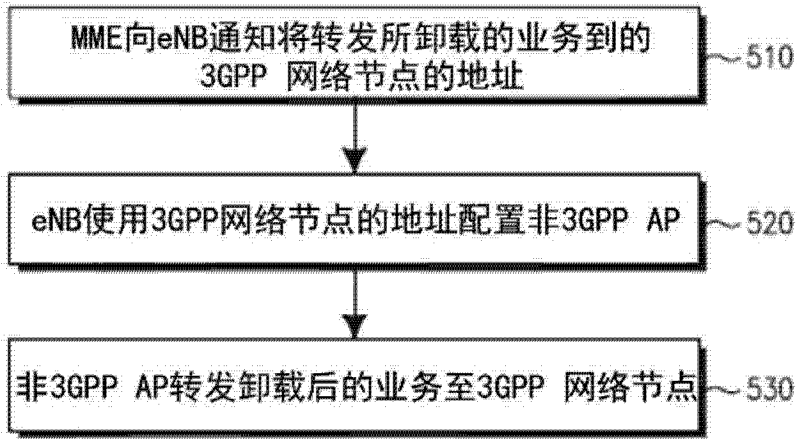 MME向eNB通知将转发所卸载的业务到的
3GPP 网络节点的地址
510
eNB使用3GPP网络节点的地址配置非3GPP AP
520
非3GPP AP转发卸载后的业务至3GPP 网络节点
530